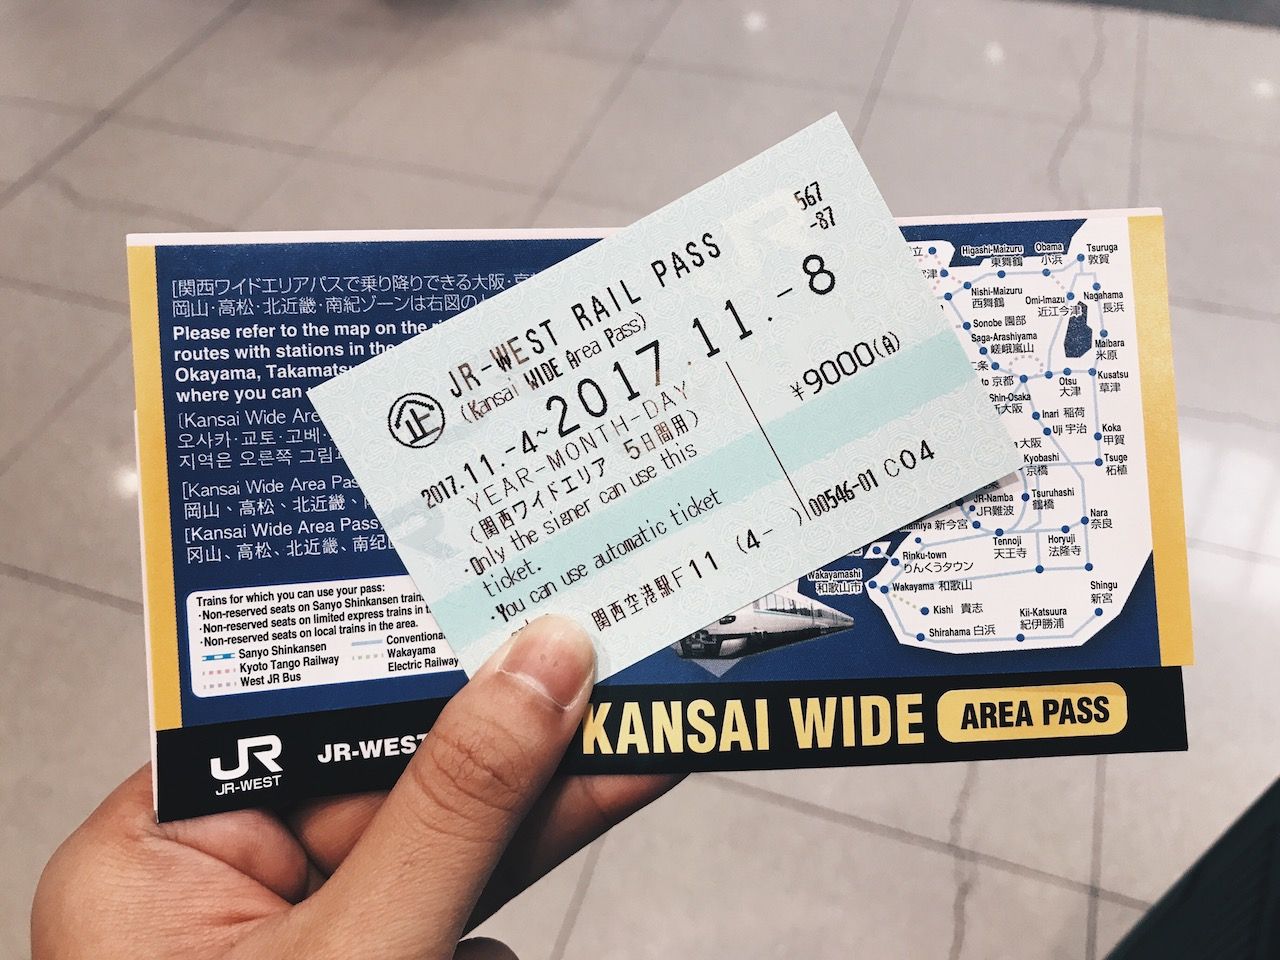 567
-87
JR-WEST RAIL PASS
(Kansai WIDE Area Pass)
企
2017.11.-4～2017.11.-8
YEAR-MONTH-DAY
¥9000(A)
(関西ワイドエリア 5日間用)
・Only the signer can use this
ticket.
・You can use automatic ticket
関西空港駅F11 (4- )
00546-01 C04
[関西ワイドエリアパスで乗り降りできる大阪・
岡山・高松・北近畿・南紀ゾーンは右図の
Please refer to the map on the
routes with stations in the
Okayama, Takamats
where you can
[Kansai Wide Are
오사카·교토·고베·
지역은 오른쪽 그림
[Kansai Wide Area Pas
岡山、高松、北近畿、南
[Kansai Wide Area Pass
冈山、高松、北近畿、南纪
Trains for which you can use your pass:
・Non-reserved seats on Sanyo Shinkansen
・Non-reserved seats on limited express trains in
・Non-reserved seats on local trains in the area.
Sanyo Shinkansen
Kyoto Tango Railway
West JR Bus
Conventiona
Wakayama
Electric Railway
Higashi-Maizuru
東舞鶴
Obama
小浜
Tsuruga
敦賀
Nishi-Maizuru
西舞鶴
Omi-Imazu
近江今津
Nagahama
長浜
Sonobe 園部
Saga-Arashiyama
嵯峨嵐山
Maibara
米原
二条
京都
Otsu
大津
Kusatsu
草津
Shin-Osaka
新大阪
Inari 稲荷
Uji 宇治
大阪
Koka
甲賀
Kyobashi
京橋
Tsuge
柘植
JR-Namba
JR難波
Tsuruhashi
鶴橋
新今宮
Nara
奈良
Tennoji
天王寺
Horyuji
法隆寺
Rinku-town
りんくうタウン
Wakayamashi
和歌山市
Wakayama 和歌山
Shingu
新宮
Kishi 貴志
Kii-Katsuura
紀伊勝浦
Shirahama 白浜
JR
JR-WEST
JR-WEST
KANSAI WIDE
AREA PASS